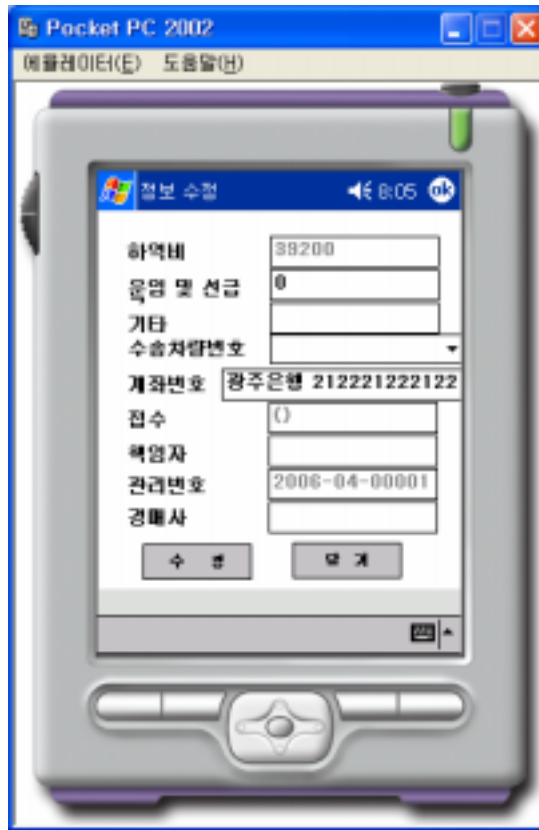 Pocket PC 2002
에뮬레이터(E) 도움말(H)
정보 수정 8:05 ok
하역비 39200
운임 및 선급 0
기타
수송차량번호
계좌번호 광주은행 212221222122
접수 ()
책임자
관리번호 2006-04-00001
경매사
수 정 닫 기